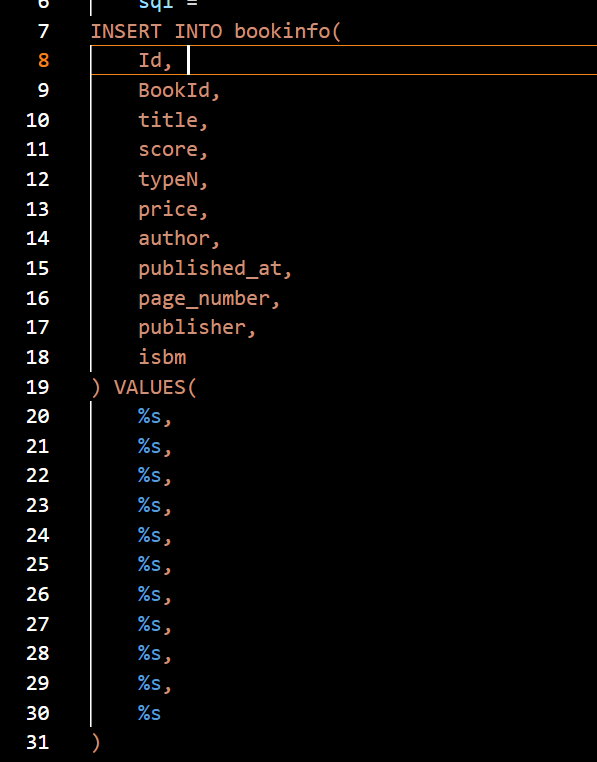 6 sql =
7 INSERT INTO bookinfo(
8 Id,
9 BookId,
10 title,
11 score,
12 typeN,
13 price,
14 author,
15 published_at,
16 page_number,
17 publisher,
18 isbm
19 ) VALUES(
20 %s,
21 %s,
22 %s,
23 %s,
24 %s,
25 %s,
26 %s,
27 %s,
28 %s,
29 %s,
30 %s
31 )